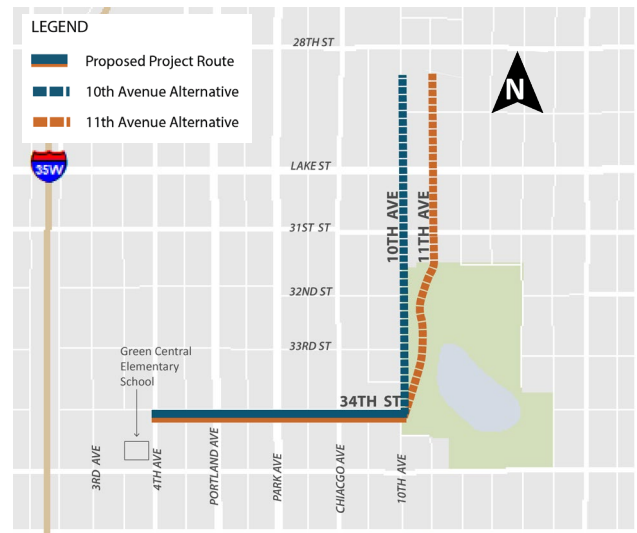 LEGEND
Proposed Project Route
10th Avenue Alternative
11th Avenue Alternative
28TH ST
N
35W
LAKE ST
10TH AVE
11TH AVE
31ST ST
32ND ST
33RD ST
Green Central
Elementary
School
34TH ST
3RD AVE
4TH AVE
PORTLAND AVE
PARK AVE
CHIACGO AVE
10TH AVE